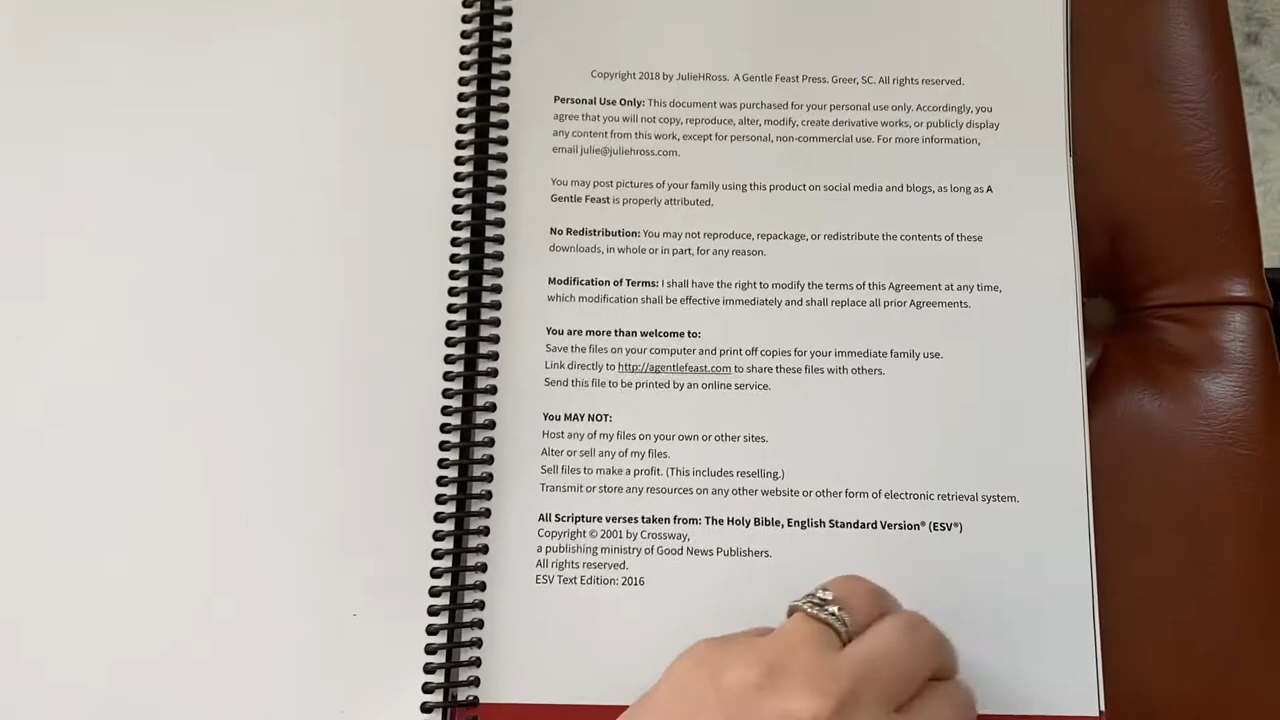 Copyright 2018 by JulieHRoss. A Gentle Feast Press. Greer, SC. All rights reserved.
Personal Use Only: This document was purchased for your personal use only. Accordingly, you
agree that you will not copy, reproduce, alter, modify, create derivative works, or publicly display
any content from this work, except for personal, non-commercial use. For more information,
email julie@juliehross.com.
You may post pictures of your family using this product on social media and blogs, as long as A
Gentle Feast is properly attributed.
No Redistribution: You may not reproduce, repackage, or redistribute the contents of these
downloads, in whole or in part, for any reason.
Modification of Terms: I shall have the right to modify the terms of this Agreement at any time,
which modification shall be effective immediately and shall replace all prior Agreements.
You are more than welcome to:
Save the files on your computer and print off copies for your immediate family use.
Link directly to http://agentlefeast.com to share these files with others.
Send this file to be printed by an online service.
You MAY NOT:
Host any of my files on your own or other sites.
Alter or sell any of my files.
Sell files to make a profit. (This includes reselling.)
Transmit or store any resources on any other website or other form of electronic retrieval system.
All Scripture verses taken from: The Holy Bible, English Standard Version® (ESV®)
Copyright © 2001 by Crossway,
a publishing ministry of Good News Publishers.
All rights reserved.
ESV Text Edition: 2016